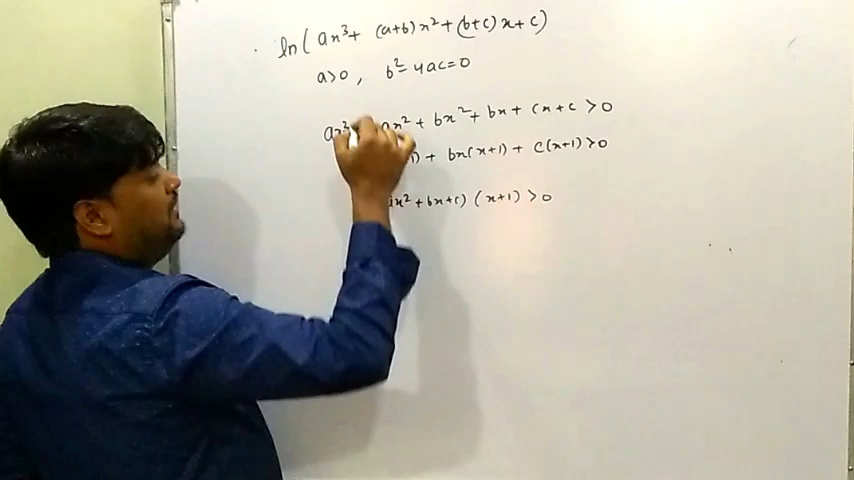 ln(ax³+ (a+b)x²+(b+c)x+c)
a>0, b²-4ac=0
ax³ ax² + bx² + bx + cx + c >0
1) + bx(x+1) + c(x+1)>0
ax² + bx+c) (x+1) >0